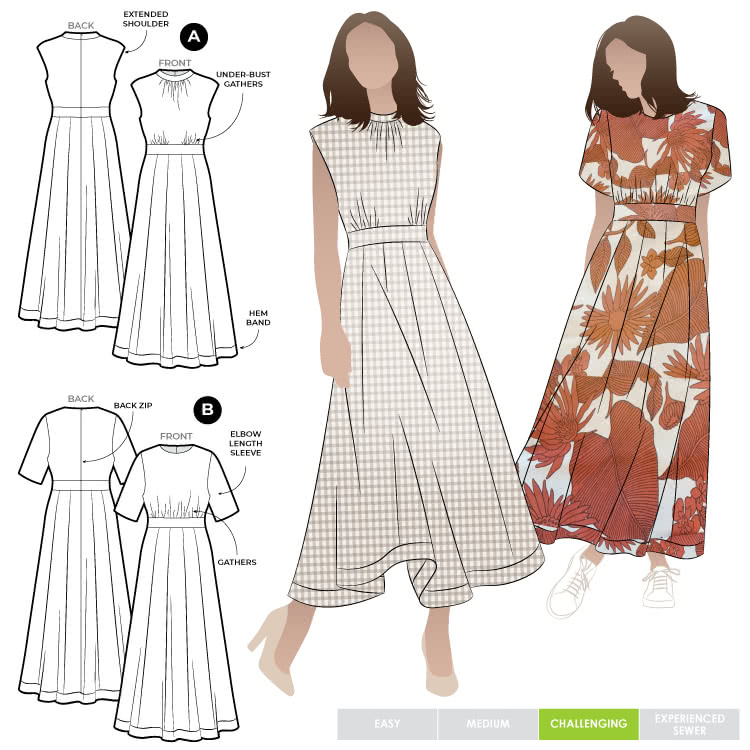 EXTENDED
SHOULDER
BACK
A
FRONT
UNDER-BUST
GATHERS
HEM
BAND
BACK
BACK ZIP
B
FRONT
ELBOW
LENGTH
SLEEVE
GATHERS
EASY
MEDIUM
CHALLENGING
EXPERIENCED
SEWER